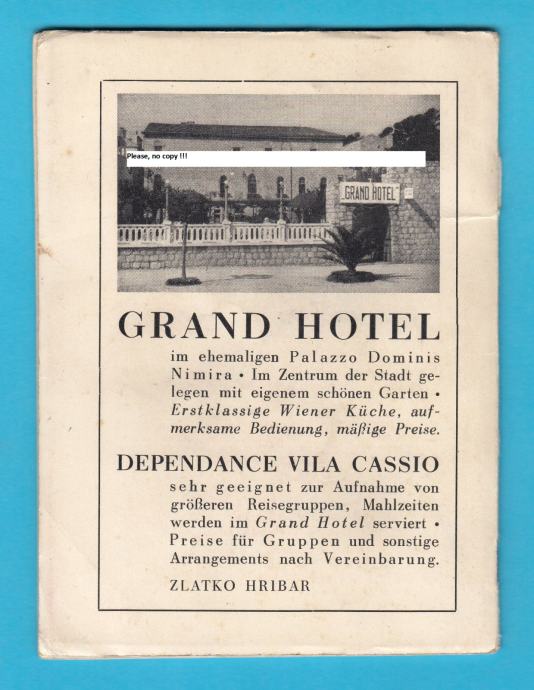 Please, no copy !!!
"GRAND HOTEL"
GRAND HOTEL
im ehemaligen Palazzo Dominis
Nimira • Im Zentrum der Stadt ge-
legen mit eigenem schönen Garten •
Erstklassige Wiener Küche, auf-
merksame Bedienung, mäßige Preise.
DEPENDANCE VILA CASSIO
sehr geeignet zur Aufnahme von
größeren Reisegruppen, Mahlzeiten
werden im Grand Hotel serviert •
Preise für Gruppen und sonstige
Arrangements nach Vereinbarung.
ZLATKO HRIBAR